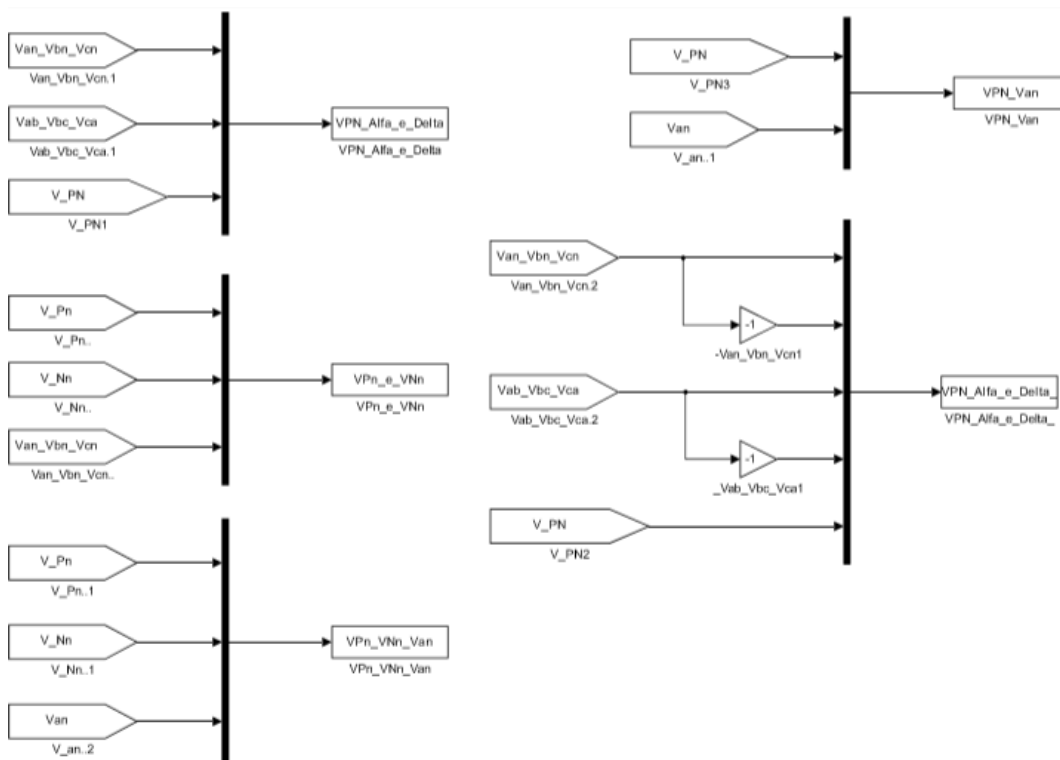 Van_Vbn_Vcn
Van_Vbn_Vcn.1
Vab_Vbc_Vca
Vab_Vbc_Vca.1
V_PN
V_PN1
VPN_Alfa_e_Delta
VPN_Alfa_e_Delta
V_Pn
V_Pn..
V_Nn
V_Nn..
Van_Vbn_Vcn
Van_Vbn_Vcn..
VPn_e_VNn
VPn_e_VNn
V_Pn
V_Pn..1
V_Nn
V_Nn..1
Van
V_an..2
VPn_VNn_Van
VPn_VNn_Van
V_PN
V_PN3
Van
V_an..1
VPN_Van
VPN_Van
Van_Vbn_Vcn
Van_Vbn_Vcn.2
-1
-Van_Vbn_Vcn1
Vab_Vbc_Vca
Vab_Vbc_Vca.2
-1
_Vab_Vbc_Vca1
V_PN
V_PN2
VPN_Alfa_e_Delta_
VPN_Alfa_e_Delta_